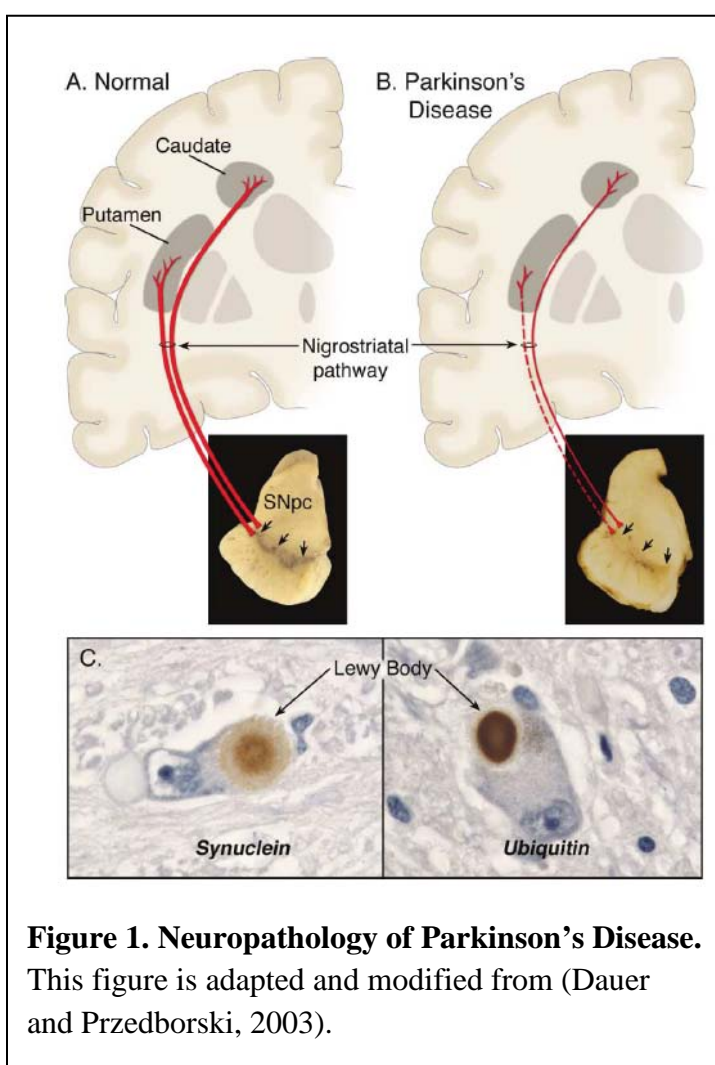 A. Normal
B. Parkinson's
Disease
Caudate
Putamen
Nigrostriatal
pathway
SNpc
C.
Lewy Body
Synuclein
Ubiquitin
Figure 1. Neuropathology of Parkinson's Disease.
This figure is adapted and modified from (Dauer
and Przedborski, 2003).